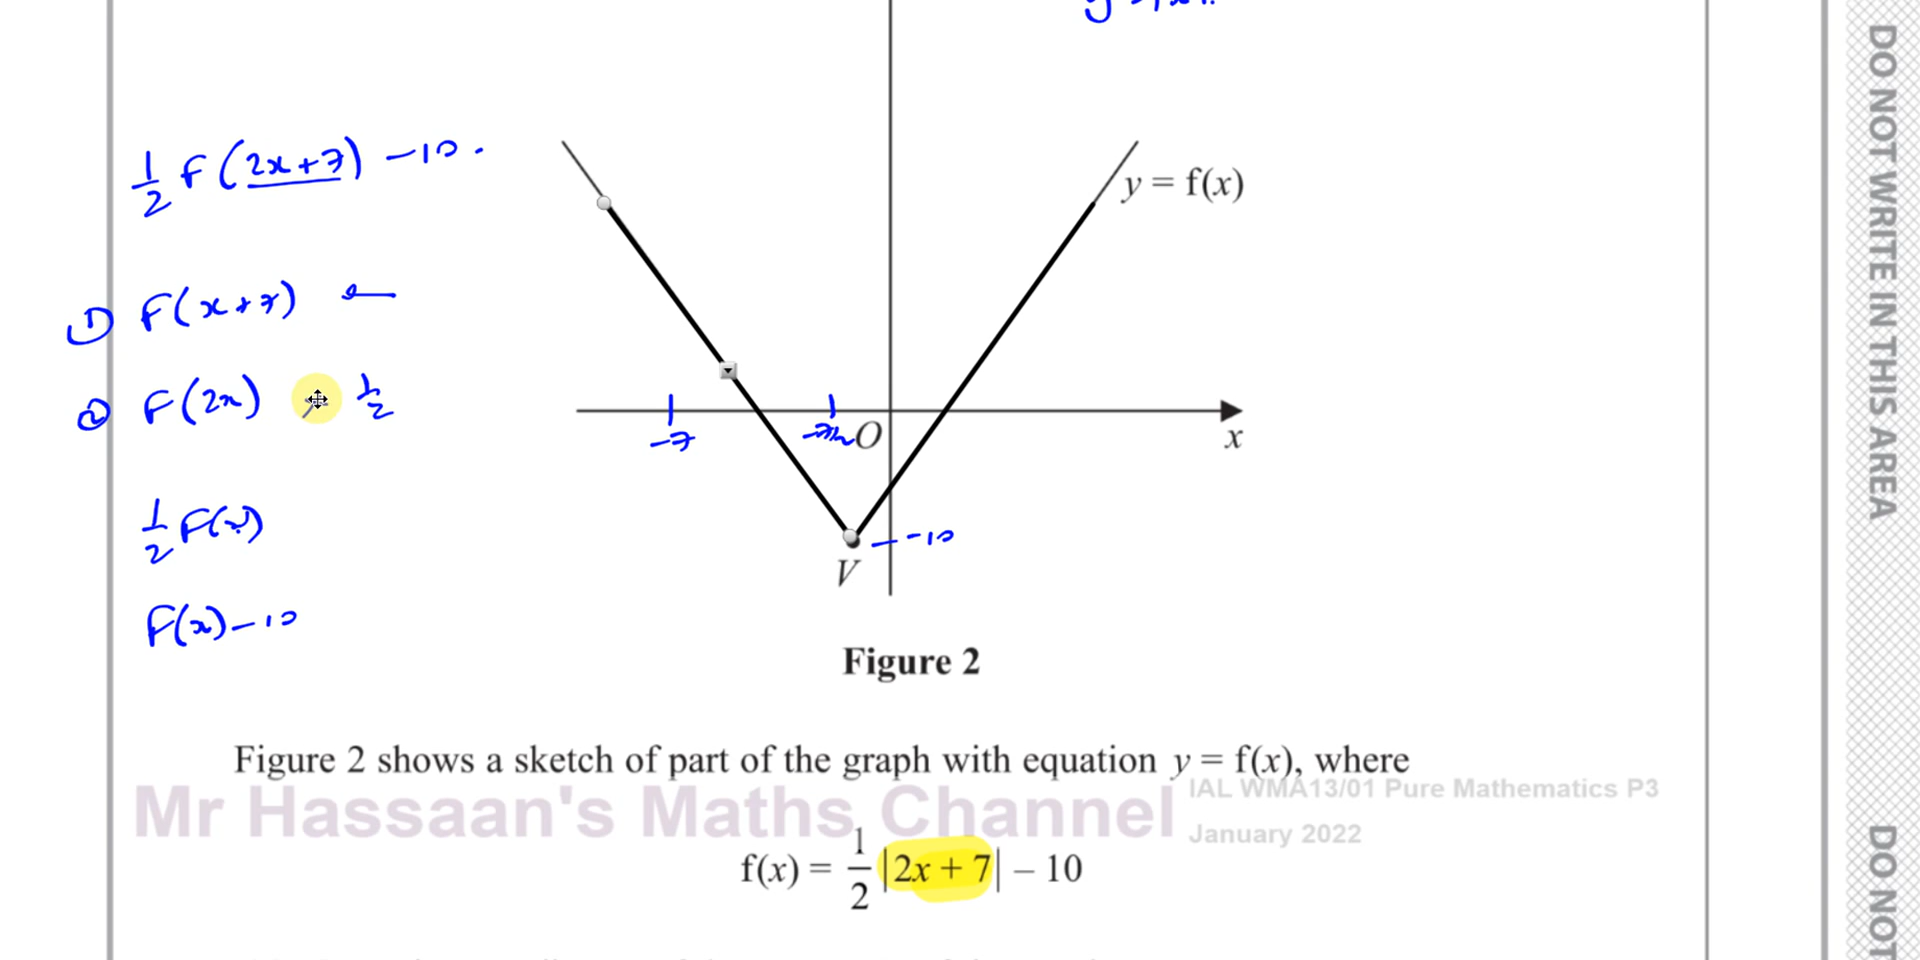 ½ F(2x+7) -10.
y = f(x)
① F(x+7) ←
② F(2x) ½
-7
O
x
½ F(x)
-10
V
F(x) -10
Figure 2
Figure 2 shows a sketch of part of the graph with equation y = f(x), where
Mr Hassaan's Maths Channel
IAL WMA13/01 Pure Mathematics P3
January 2022
f(x) = 1/2 |2x + 7| – 10
DO NOT WRITE IN THIS AREA
DO NOT